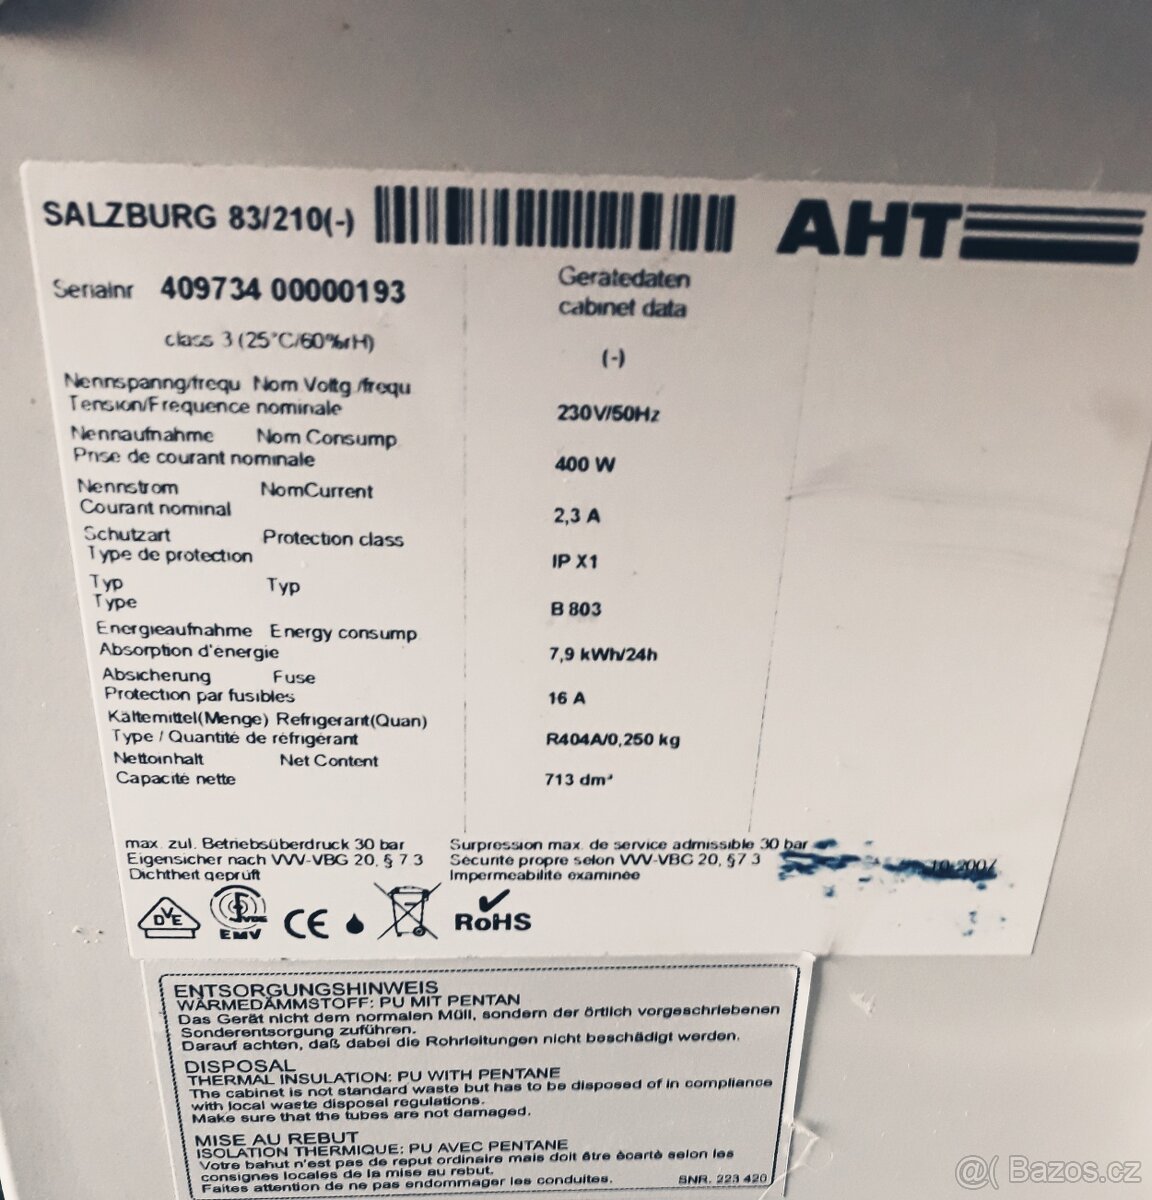 SALZBURG 83/210(-)
AHT
Serialnr 409734 00000193
Gerätedaten
cabinet data
class 3 (25°C/60%rH)
(-)
Nennspanng/frequ Nom Voltg /frequ
Tension/Frequence nominale
230V/50Hz
Nennaufnahme Nom Consump
Prise de courant nominale
400 W
Nennstrom NomCurrent
Courant nominal
2,3 A
Schutzart Protection class
Type de protection
IP X1
Typ Typ
Type
B 803
Energieaufnahme Energy consump
Absorption d'énergie
7,9 kWh/24h
Absicherung Fuse
Protection par fusibles
16 A
Kältemittel(Menge) Refrigerant(Quan)
Type / Quantité de réfrigérant
R404A/0,250 kg
Nettoinhalt Net Content
Capacité nette
713 dm³
max. zul. Betriebsüberdruck 30 bar
Eigensicher nach VVV-VBG 20, § 7 3
Dichtheit geprüft
Surpression max. de service admissible 30 bar
Sécurité propre selon VVV-VBG 20, §7 3
Impermeabilité examinée
10-2007
DVE
VDE
EMV
CE
RoHS
ENTSORGUNGSHINWEIS
WÄRMEDÄMMSTOFF: PU MIT PENTAN
Das Gerät nicht dem normalen Müll, sondern der örtlich vorgeschriebenen
Sonderentsorgung zuführen.
Darauf achten, daß dabei die Rohrleitungen nicht beschädigt werden.
DISPOSAL
THERMAL INSULATION: PU WITH PENTANE
The cabinet is not standard waste but has to be disposed of in compliance
with local waste disposal regulations.
Make sure that the tubes are not damaged.
MISE AU REBUT
ISOLATION THERMIQUE: PU AVEC PENTANE
Votre bahut n'est pas de reput ordinaire mais doit être écarté selon les
consignes locales de la mise au rebut.
Faites attention de ne pas endommager les conduites.
SNR. 223 420
@( Bazos.cz